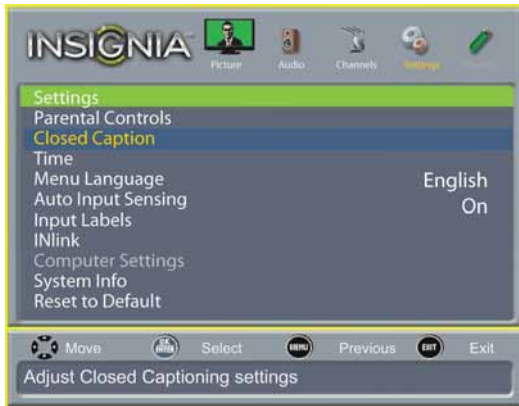 INSIGNIA
Picture Audio Channels Settings
Settings
Parental Controls
Closed Caption
Time
Menu Language English
Auto Input Sensing On
Input Labels
INlink
Computer Settings
System Info
Reset to Default
Move OK ENTER Select MENU Previous EXIT Exit
Adjust Closed Captioning settings